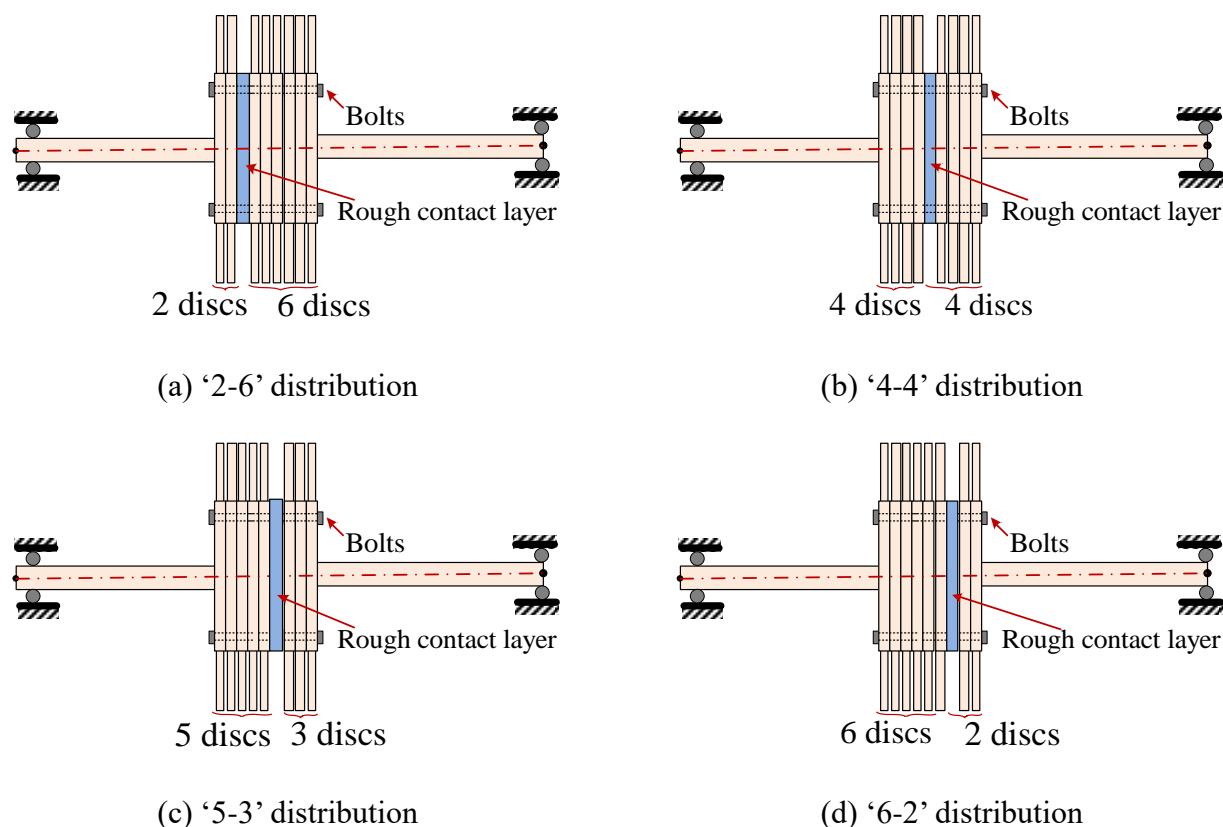 Bolts
Rough contact layer
2 discs 6 discs
(a) ‘2-6’ distribution
Bolts
Rough contact layer
4 discs 4 discs
(b) ‘4-4’ distribution
Bolts
Rough contact layer
5 discs 3 discs
(c) ‘5-3’ distribution
Bolts
Rough contact layer
6 discs 2 discs
(d) ‘6-2’ distribution